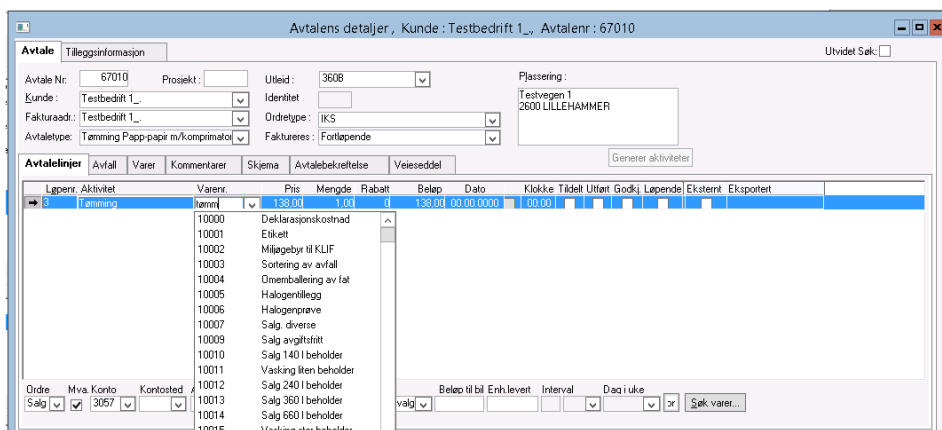 Avtalens detaljer , Kunde : Testbedrift 1_., Avtalenr : 67010
Avtale Tilleggsinformasjon Utvidet Søk:
Avtale Nr: 67010 Prosjekt : Utleid : 360B Plassering :
Kunde : Testbedrift 1_. Identitet Testvegen 1
2600 LILLEHAMMER
Fakturaadr.: Testbedrift 1_. Ordretype : IKS
Avtaletype: Tømming Papp-papir m/komprimator Faktureres : Fortløpende
Generer aktiviteter
Avtalelinjer Avfall Varer Kommentarer Skjema Avtalebekreftelse Veieseddel
Løpenr. Aktivitet Varenr. Pris Mengde Rabatt Beløp Dato Klokke Tildelt Utført Godkj. Løpende Eksternt Eksportert
3 Tømming tømm 138,00 1,00 0 138,00 00.00.0000 00:00
10000 Deklarasjonskostnad
10001 Etikett
10002 Miljøgebyr til KLIF
10003 Sortering av avfall
10004 Omemballering av fat
10005 Halogentillegg
10006 Halogenprøve
10007 Salg. diverse
10009 Salg avgiftsfritt
10010 Salg 140 l beholder
10011 Vasking liten beholder
10012 Salg 240 l beholder
10013 Salg 360 l beholder
10014 Salg 660 l beholder
10015 Vasking stor beholder
Ordre Mva. Konto Kontosted Beløp til bil Enh.levert Interval Dag i uke
Salg 3057 valg or Søk varer...